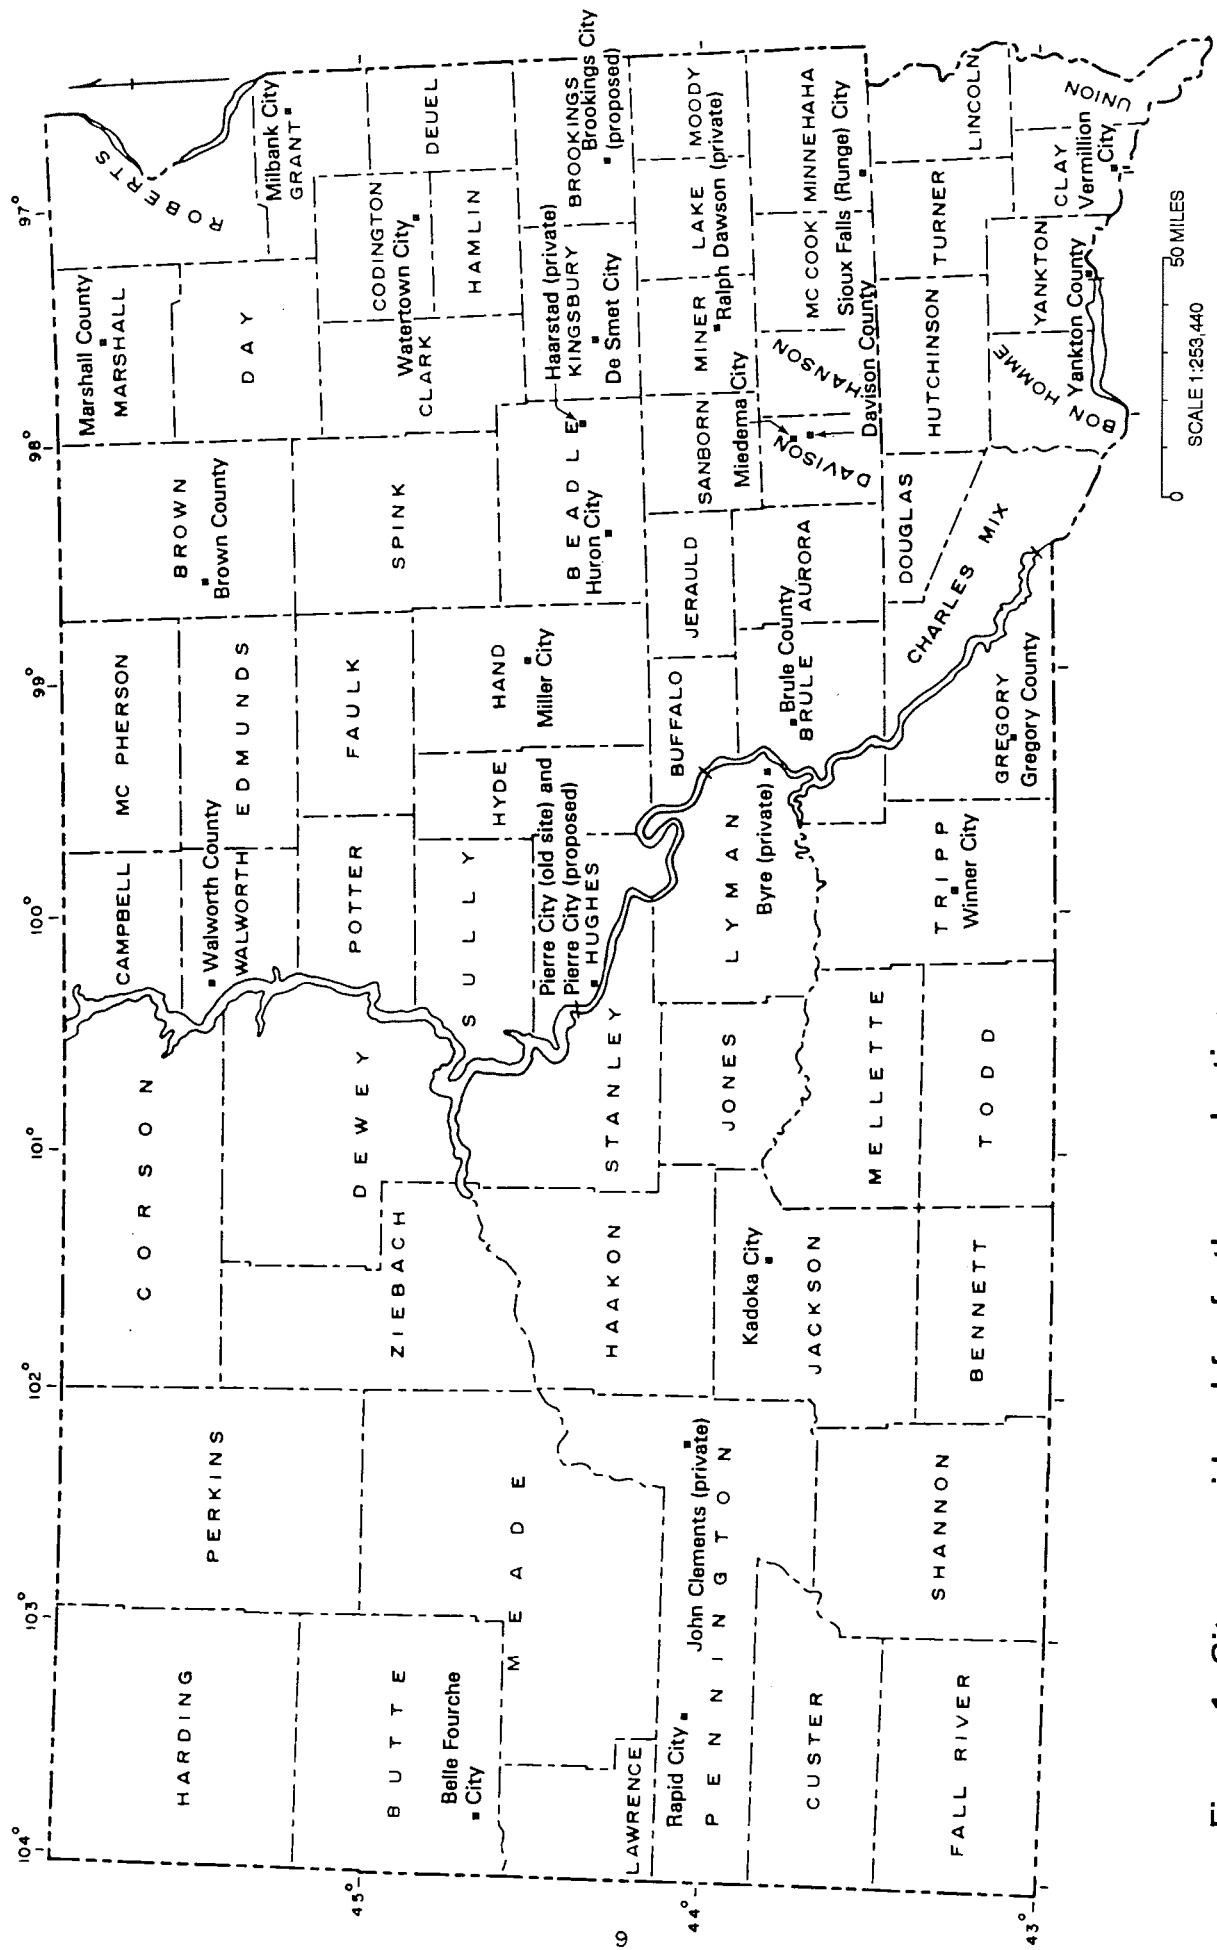 104°
103°
102°
101°
100°
99°
98°
97°
45°
44°
43°
HARDING
PERKINS
CORSON
CAMPBELL
MC PHERSON
BROWN
Brown County
Marshall County
MARSHALL
ROBERTS
Walworth County
WALWORTH
EDMUNDS
DAY
Milbank City
GRANT
BUTTE
Belle Fourche
City
MEADE
ZIEBACH
DEWEY
POTTER
FAULK
SPINK
CODINGTON
Watertown City
CLARK
DEUEL
HAMLIN
SULLY
HYDE
HAND
Miller City
BEADLE
Huron City
Haarstad (private)
KINGSBURY
De Smet City
BROOKINGS
Brookings City
(proposed)
LAWRENCE
HAAKON
STANLEY
Pierre City (old site) and
Pierre City (proposed)
HUGHES
Rapid City
PENNINGTON
John Clements (private)
Kadoka City
JACKSON
JONES
LYMAN
Byre (private)
BUFFALO
JERAULD
SANBORN
Miedema City
MINER
LAKE
MOODY
Ralph Dawson (private)
Brule County
BRULE
AURORA
DAVISON
Davison County
HANSON
MC COOK
MINNEHAHA
Sioux Falls (Runge) City
CUSTER
SHANNON
MELLETTE
DOUGLAS
HUTCHINSON
TURNER
LINCOLN
FALL RIVER
BENNETT
TODD
TRIPP
Winner City
GREGORY
Gregory County
CHARLES MIX
BON HOMME
YANKTON
Yankton County
CLAY
Vermillion
City
UNION
0
50 MILES
SCALE 1:253,440